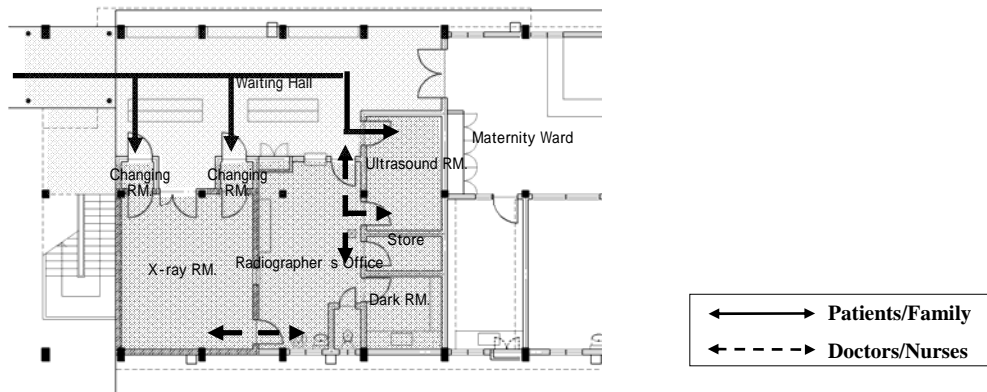 Waiting Hall
Maternity Ward
Ultrasound RM.
Changing
RM.
Changing
RM.
Store
X-ray RM.
Radiographer s Office
Dark RM.
Patients/Family
Doctors/Nurses